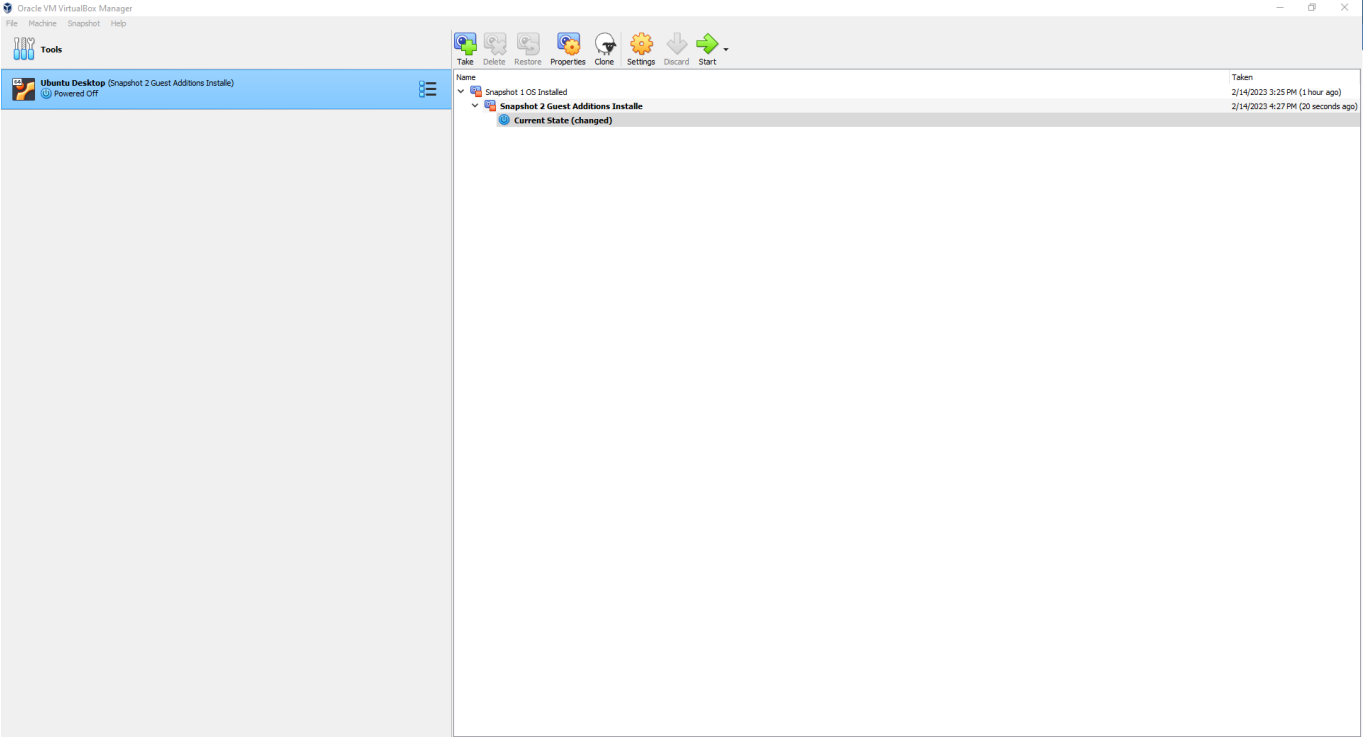 Oracle VM VirtualBox Manager
File Machine Snapshot Help
Tools
Take Delete Restore Properties Clone Settings Discard Start
64
Ubuntu Desktop (Snapshot 2 Guest Additions Installe)
Powered Off
Name Taken
Snapshot 1 OS Installed 2/14/2023 3:25 PM (1 hour ago)
Snapshot 2 Guest Additions Installe 2/14/2023 4:27 PM (20 seconds ago)
Current State (changed)